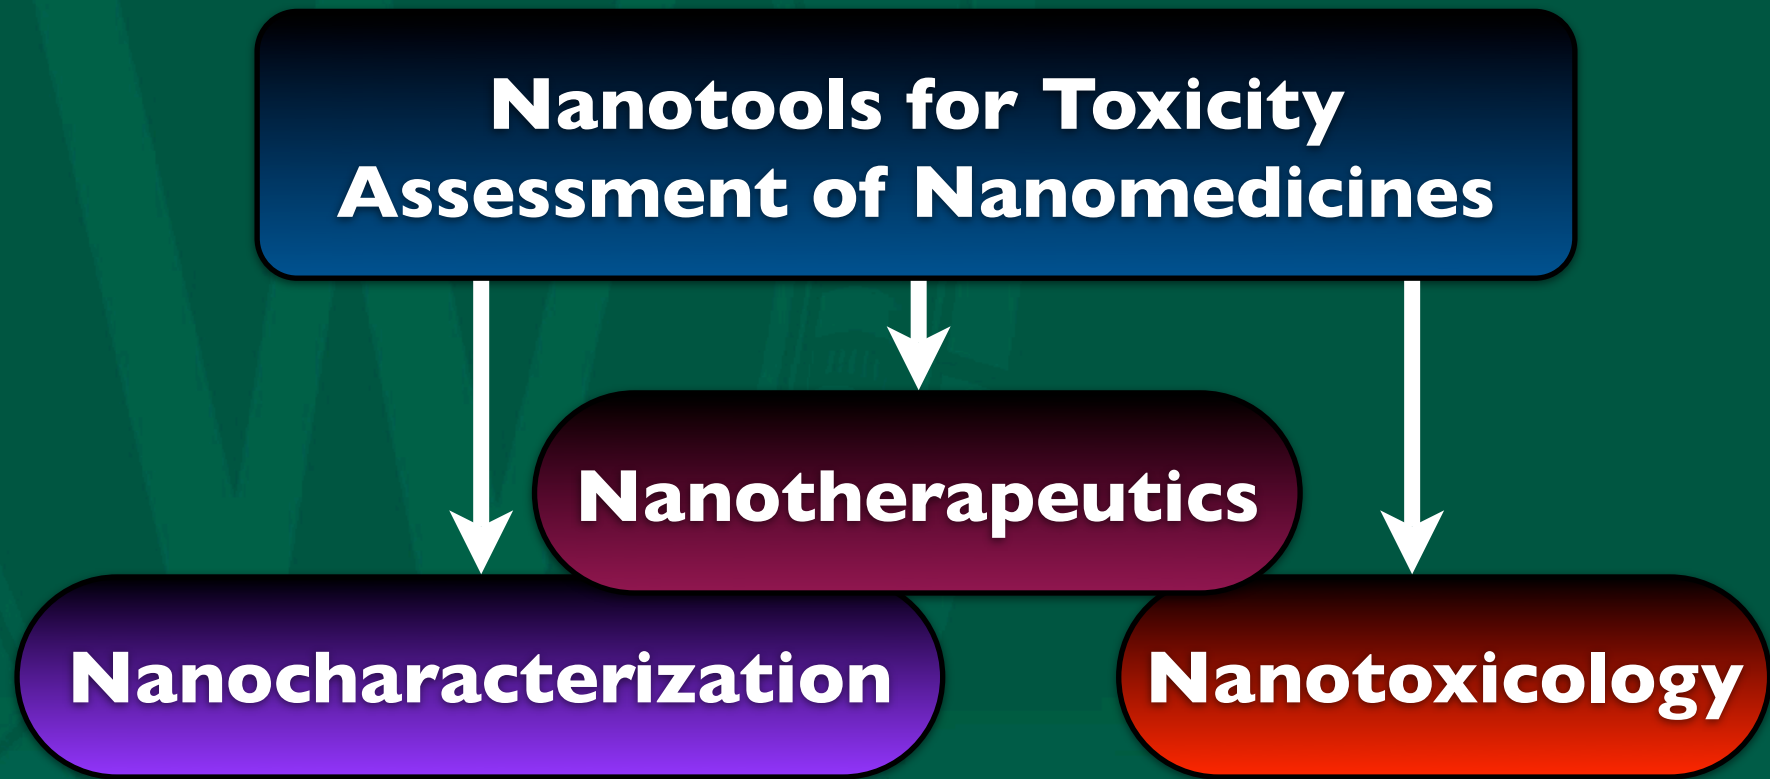 Nanotools for Toxicity
Assessment of Nanomedicines
Nanotherapeutics
Nanocharacterization
Nanotoxicology